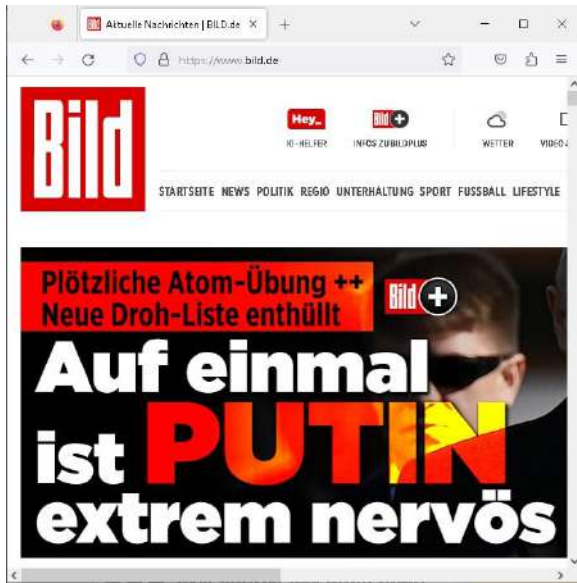 Aktuelle Nachrichten | BILD.de
https://www.bild.de
Bild
Hey_
Bild+
KI-HELFER
INFOS ZU BILDPLUS
WETTER
STARTSEITE NEWS POLITIK REGIO UNTERHALTUNG SPORT FUSSBALL LIFESTYLE
Plötzliche Atom-Übung ++
Neue Droh-Liste enthüllt
Bild+
Auf einmal
ist PUTIN
extrem nervös